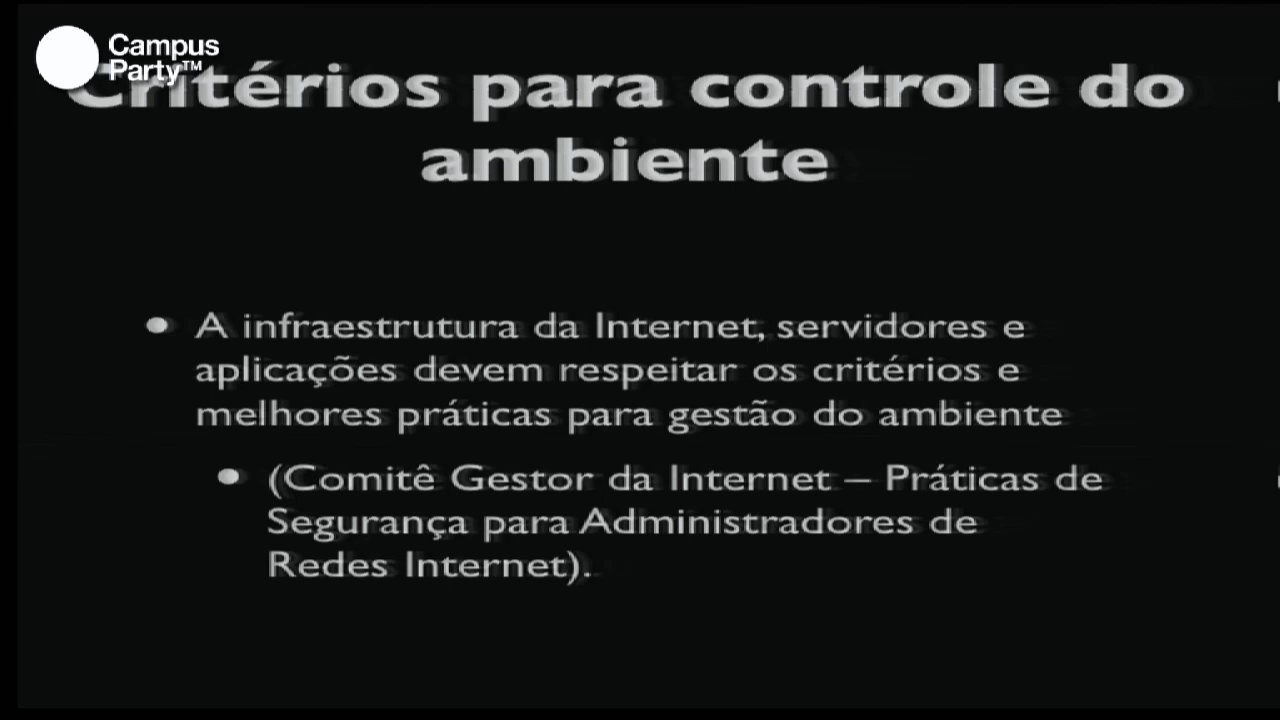 Campus
Party™
Critérios para controle do
ambiente
• A infraestrutura da Internet, servidores e
aplicações devem respeitar os critérios e
melhores práticas para gestão do ambiente
• (Comitê Gestor da Internet – Práticas de
Segurança para Administradores de
Redes Internet).